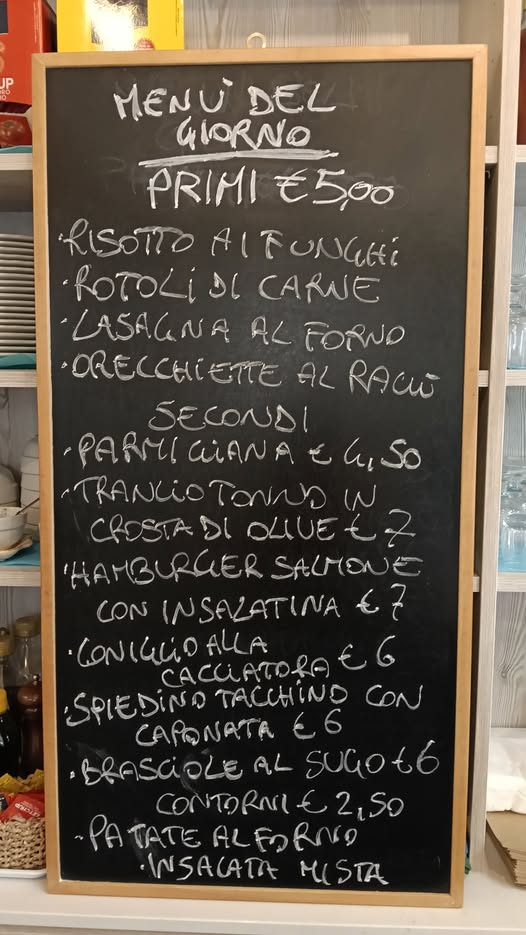 MENÙ DEL
GIORNO
PRIMI € 5,00
·RISOTTO AI FUNGHI
·ROTOLI DI CARNE
·LASAGNA AL FORNO
·ORECCHIETTE AL RAGÙ
SECONDI
·PARMIGIANA € 4,50
·TRANCIO TONNO IN
CROSTA DI OLIVE € 7
·HAMBURGER SALMONE
CON INSALATINA € 7
·CONIGLIO ALLA
CACCIATORA € 6
·SPIEDINO TACCHINO CON
CAPONATA € 6
·BRASCIOLE AL SUGO € 6
CONTORNI € 2,50
-PATATE AL FORNO
·INSALATA MISTA